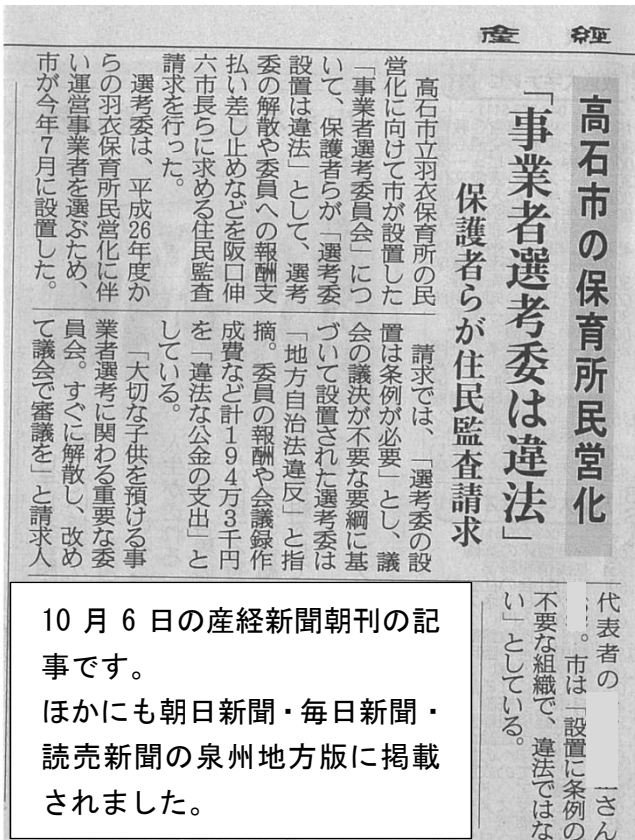 産 經
高石市の保育所民営化
「事業者選考委は違法」
保護者らが住民監査請求
高石市立羽衣保育所の民
営化に向けて市が設置した
「事業者選考委員会」につ
いて、保護者らが「選考委
設置は違法」として、選考
委の解散や委員への報酬支
払い差し止めなどを阪口伸
六市長らに求める住民監査
請求を行った。
選考委は、平成26年度か
らの羽衣保育所民営化に伴
い運営事業者を選ぶため、
市が今年7月に設置した。
請求では、「選考委の設
置は条例が必要」とし、議
会の議決が不要な要綱に基
づいて設置された選考委は
「地方自治法違反」と指
摘。委員の報酬や会議録作
成費など計194万3千円
を「違法な公金の支出」と
している。
「大切な子供を預ける事
業者選考に関わる重要な委
員会。すぐに解散し、改め
て議会で審議を」と請求人
代表者の
さん
。市は「設置に条例の
不要な組織で、違法ではな
い」としている。
10月6日の産経新聞朝刊の記
事です。
ほかにも朝日新聞・毎日新聞・
読売新聞の泉州地方版に掲載
されました。